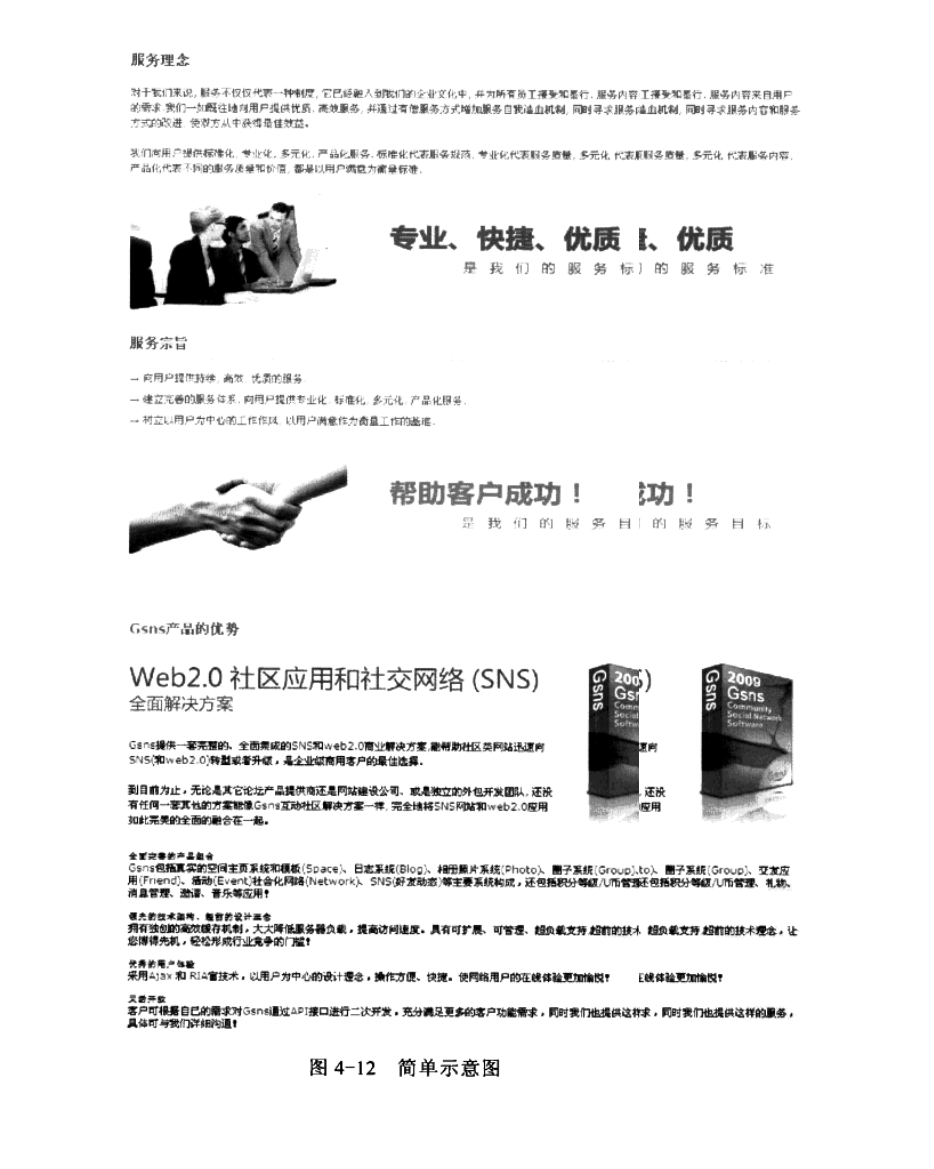 服务理念
对于我们来说, 服务不仅仅代表一种制度, 它已经融入到我们的企业文化中, 并为所有员工接受和奉行. 服务内容工接受和奉行. 服务内容来自用户
的需求.我们一如既往地向用户提供优质、高效服务, 并通过有偿服务方式增加服务自我造血机制, 同时寻求服务造血机制, 同时寻求服务内容和服务
方式的改进 使双方从中获得最佳效益。
我们向用户提供标准化, 专业化, 多元化, 产品化服务. 标准化代表服务规范, 专业化代表服务质量, 多元化 代表服务质量, 多元化 代表服务内容,
产品化代表不同的服务质量和价值, 都是以用户满意为衡量标准.
专业、快捷、优质、优质
是我们的服务标的服务标准
服务宗旨
→ 向用户提供持续, 高效, 优质的服务
→ 建立完善的服务体系, 向用户提供专业化, 标准化, 多元化, 产品化服务.
→ 树立以用户为中心的工作作风, 以用户满意作为衡量工作的基准.
帮助客户成功！ 成功！
是我们的服务目的服务目标
Gsns产品的优势
Web2.0 社区应用和社交网络 (SNS) )
全面解决方案
Gsns
200
Gsns
2009
Gsns
Community
Social Network
Software
Gsns提供一套完整的、全面集成的SNS和web2.0商业解决方案,能帮助社区类网站迅速向 速向
SNS(和web2.0)转型或者升级，是企业级商用客户的最佳选择。
到目前为止，无论是其它论坛产品提供商还是网站建设公司、或是独立的外包开发团队, 还没 还没
有任何一套其他的方案能像Gsns互动社区解决方案一样, 完全地将SNS网站和web2.0应用 应用
如此完美的全面的融合在一起。
全面完善的产品组合
Gsns包括真实的空间主页系统和模板(Space)、日志系统(Blog)、相册照片系统(Photo)、圈子系统(Group),to)、圈子系统(Group)、交友应
用(Friend)、活动(Event)社会化网络(Network)、SNS(好友动态)等主要系统构成，还包括积分等级/U币管理还包括积分等级/U币管理、礼物、
消息管理、邀请、音乐等应用！
领先的技术架构、超前的设计理念
拥有独创的高效缓存机制，大大降低服务器负载，提高访问速度。具有可扩展、可管理、超负载支持,超前的技术 超负载支持,超前的技术理念，让
您博得先机，轻松形成行业竞争的门槛！
优秀的用户体验
采用Ajax 和 RIA富技术，以用户为中心的设计理念，操作方便、快捷。使网络用户的在线体验更加愉悦！ 在线体验更加愉悦！
灵活开放
客户可根据自己的需求对Gsns通过API接口进行二次开发，充分满足更多的客户功能需求，同时我们也提供这样求，同时我们也提供这样的服务，
具体可与我们详细沟通！
图 4-12 简单示意图